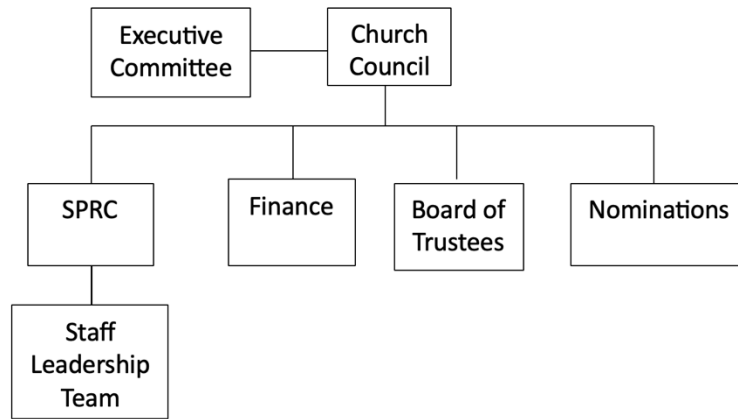 Executive
Committee
Church
Council
SPRC
Finance
Board of
Trustees
Nominations
Staff
Leadership
Team